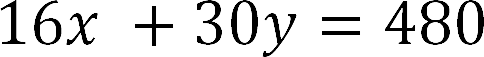 16x + 30y = 480